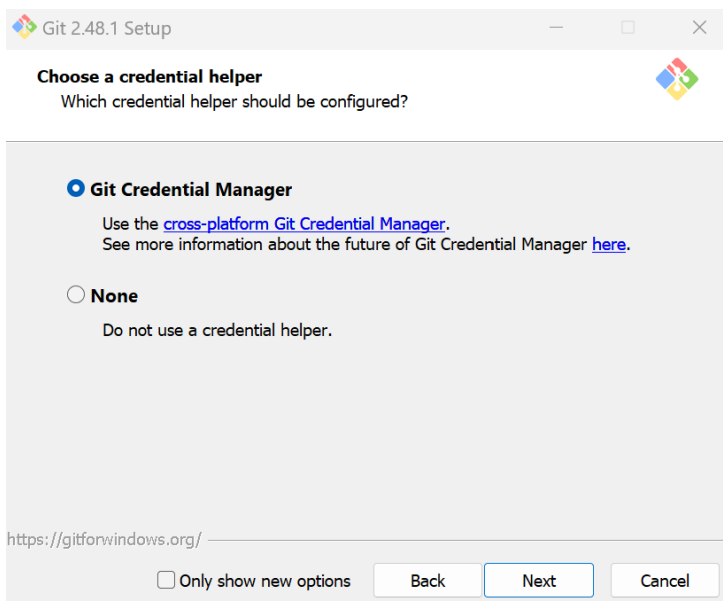 Git 2.48.1 Setup
Choose a credential helper
Which credential helper should be configured?
Git Credential Manager
Use the cross-platform Git Credential Manager.
See more information about the future of Git Credential Manager here.
None
Do not use a credential helper.
https://gitforwindows.org/
Only show new options Back Next Cancel